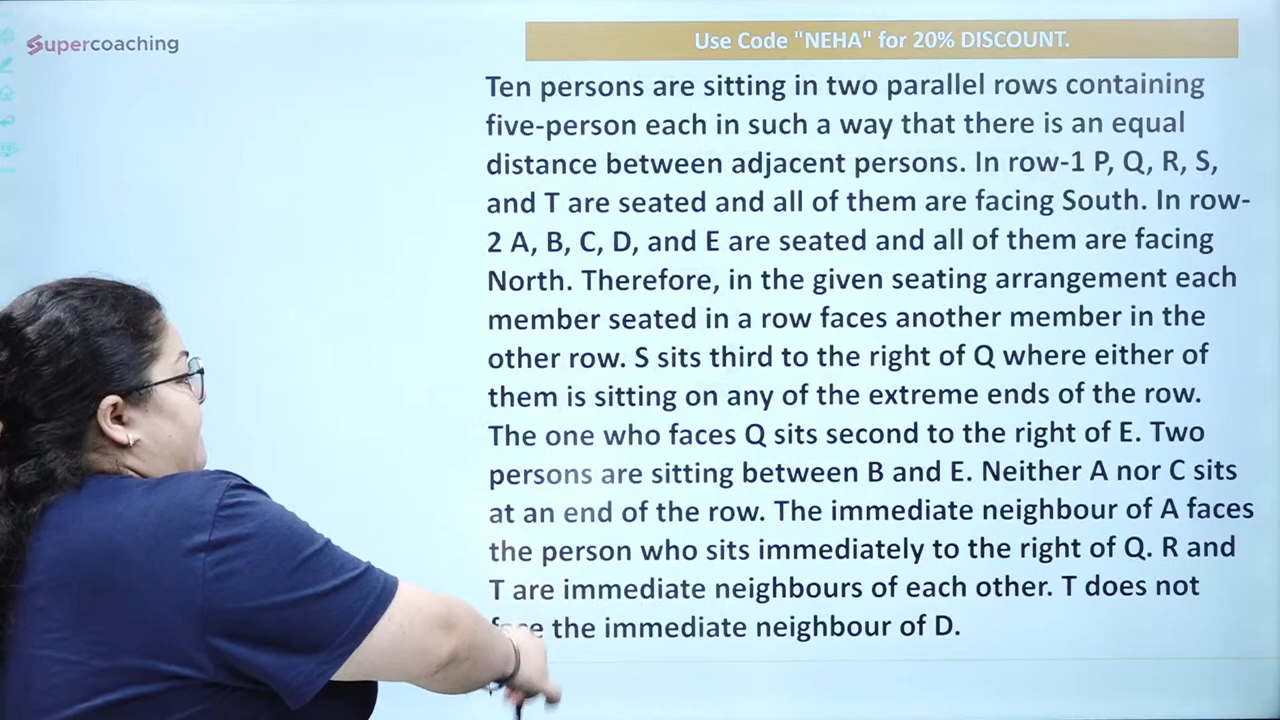 Supercoaching
Use Code "NEHA" for 20% DISCOUNT.
Ten persons are sitting in two parallel rows containing
five-person each in such a way that there is an equal
distance between adjacent persons. In row-1 P, Q, R, S,
and T are seated and all of them are facing South. In row-
2 A, B, C, D, and E are seated and all of them are facing
North. Therefore, in the given seating arrangement each
member seated in a row faces another member in the
other row. S sits third to the right of Q where either of
them is sitting on any of the extreme ends of the row.
The one who faces Q sits second to the right of E. Two
persons are sitting between B and E. Neither A nor C sits
at an end of the row. The immediate neighbour of A faces
the person who sits immediately to the right of Q. R and
T are immediate neighbours of each other. T does not
face the immediate neighbour of D.